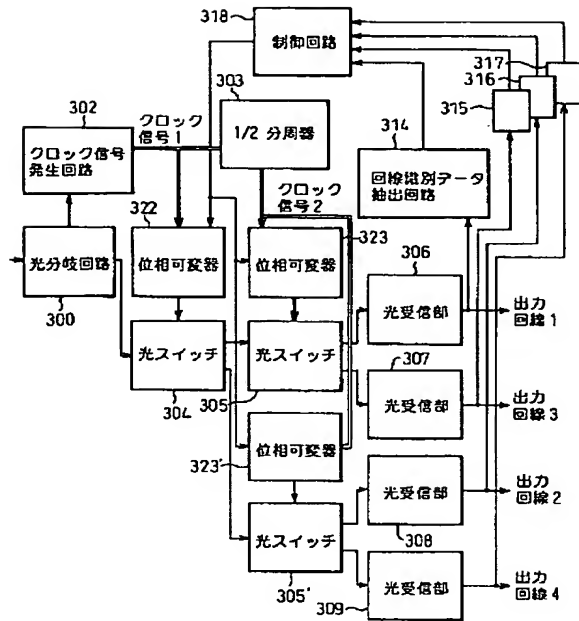 318
制御回路
317
316
315
302
クロック
信号1
303
1/2 分周器
314
クロック信号
発生回路
回線識別データ
抽出回路
322
クロック
信号2
323
306
光分岐回路
位相可変器
位相可変器
光受信部
出力
回線1
300
307
光スイッチ
光スイッチ
光受信部
出力
回線3
304
305
位相可変器
323'
光受信部
出力
回線2
308
光スイッチ
305'
光受信部
出力
回線4
309